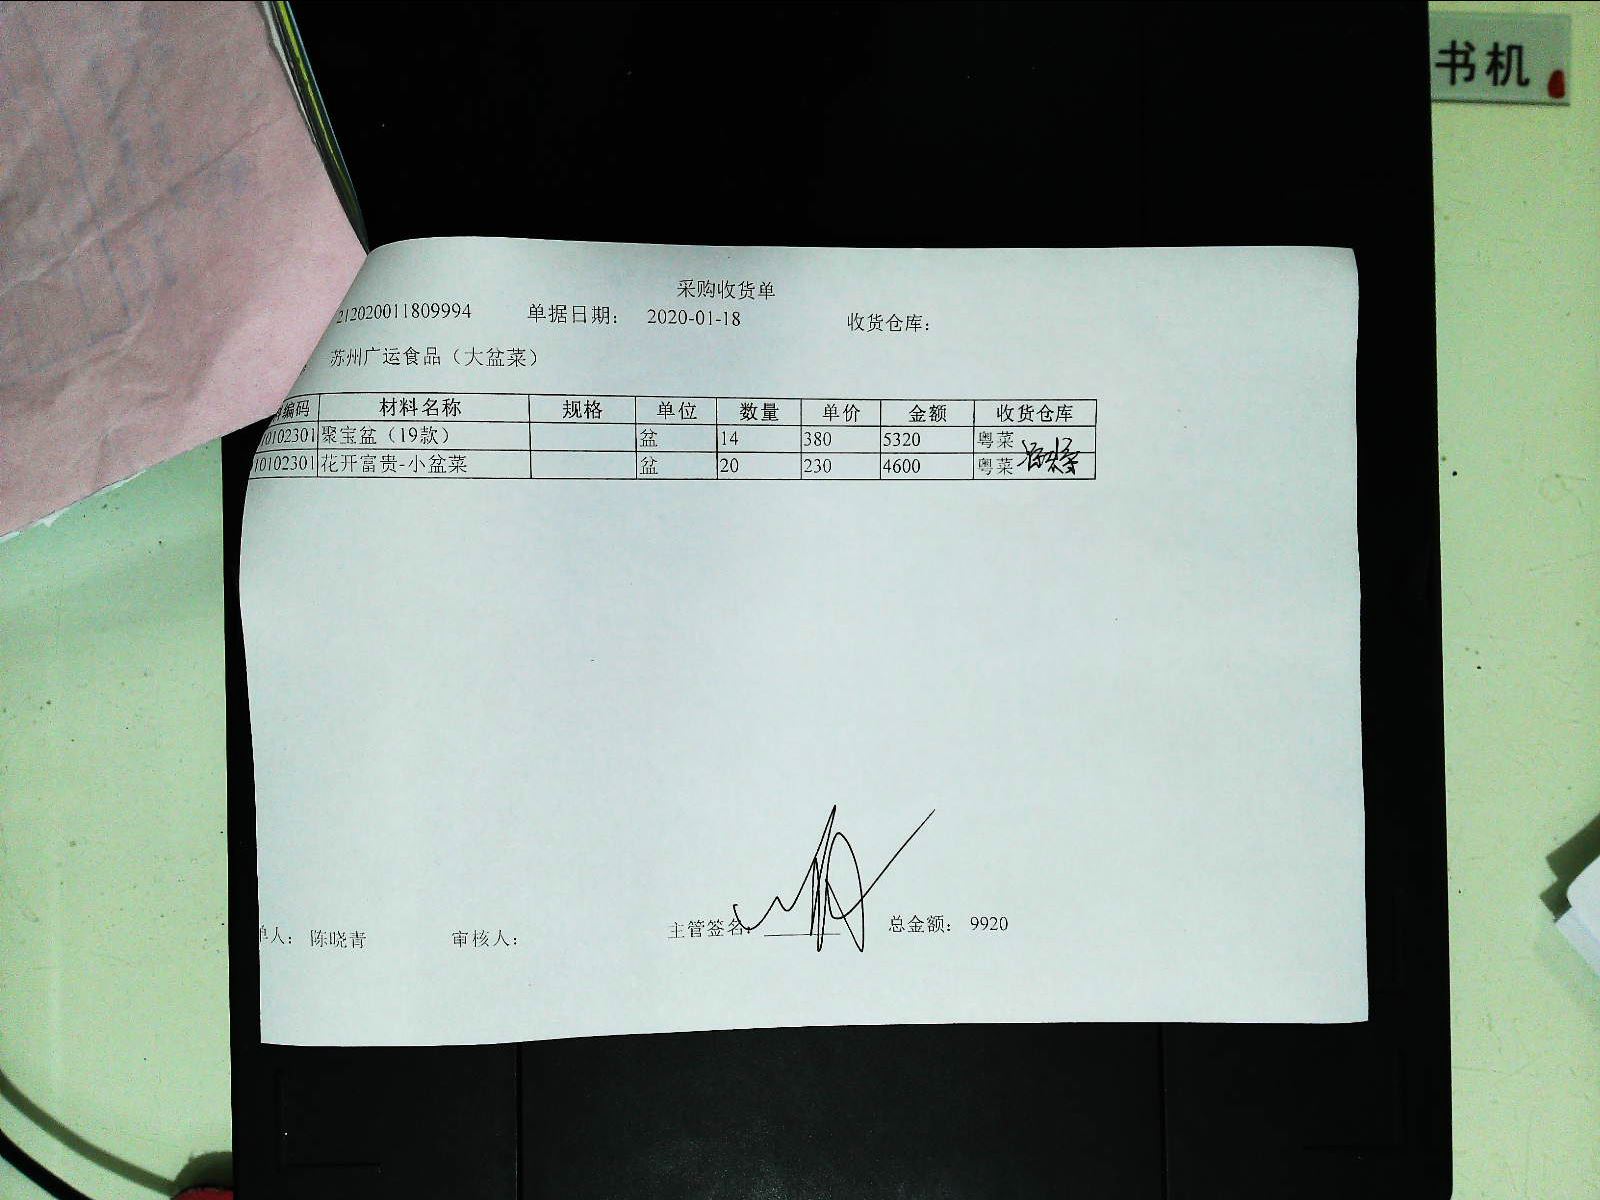 书机
采购收货单
212020011809994 单据日期： 2020-01-18 收货仓库：
苏州广运食品（大盆菜）
编码 材料名称 规格 单位 数量 单价 金额 收货仓库
10102301 聚宝盆（19款） 盆 14 380 5320 粤菜
10102301 花开富贵-小盆菜 盆 20 230 4600 粤菜
单人： 陈晓青 审核人： 主管签名： 总金额： 9920